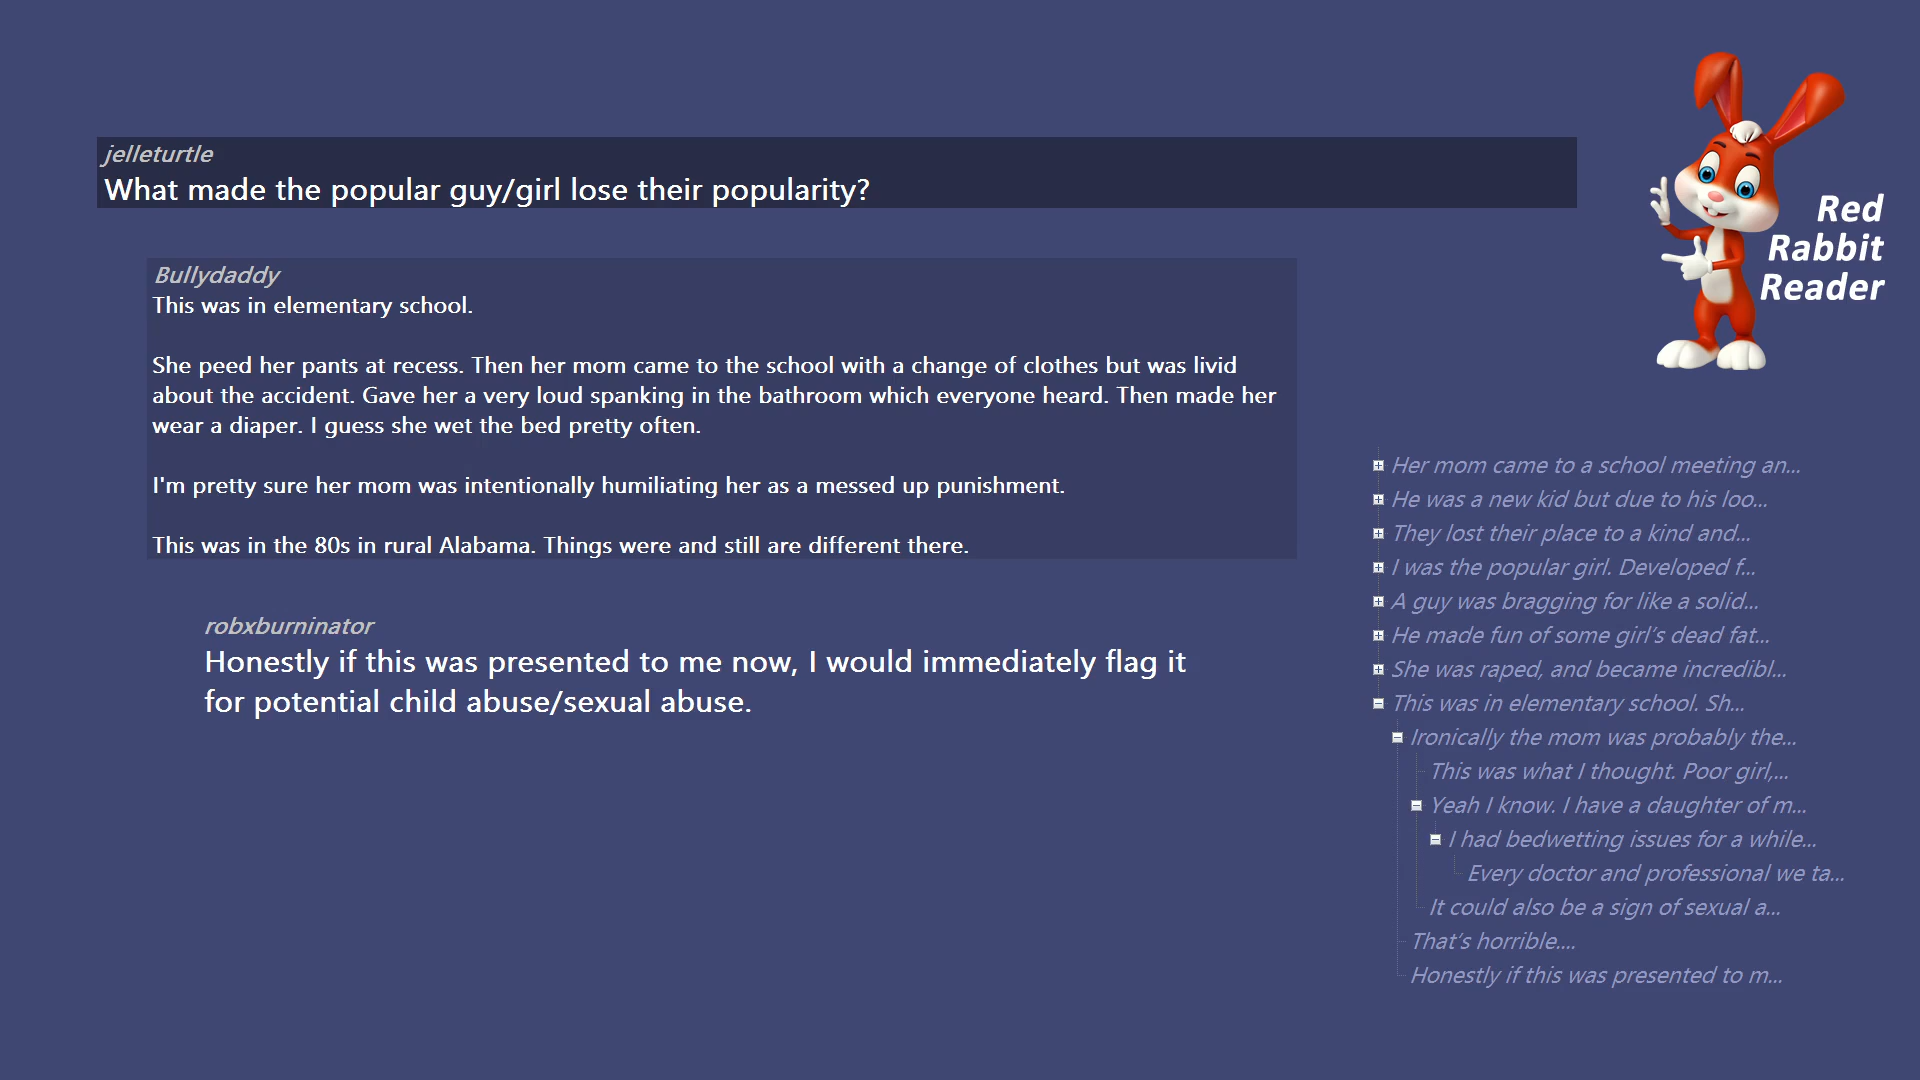 jelleturtle
What made the popular guy/girl lose their popularity?
Bullydaddy
This was in elementary school.
She peed her pants at recess. Then her mom came to the school with a change of clothes but was livid
about the accident. Gave her a very loud spanking in the bathroom which everyone heard. Then made her
wear a diaper. I guess she wet the bed pretty often.
I'm pretty sure her mom was intentionally humiliating her as a messed up punishment.
This was in the 80s in rural Alabama. Things were and still are different there.
robxburninator
Honestly if this was presented to me now, I would immediately flag it
for potential child abuse/sexual abuse.
Red
Rabbit
Reader
Her mom came to a school meeting an...
He was a new kid but due to his loo...
They lost their place to a kind and...
I was the popular girl. Developed f...
A guy was bragging for like a solid...
He made fun of some girl’s dead fat...
She was raped, and became incredibl...
This was in elementary school. Sh...
Ironically the mom was probably the...
This was what I thought. Poor girl,...
Yeah I know. I have a daughter of m...
I had bedwetting issues for a while...
Every doctor and professional we ta...
It could also be a sign of sexual a...
That’s horrible....
Honestly if this was presented to m...